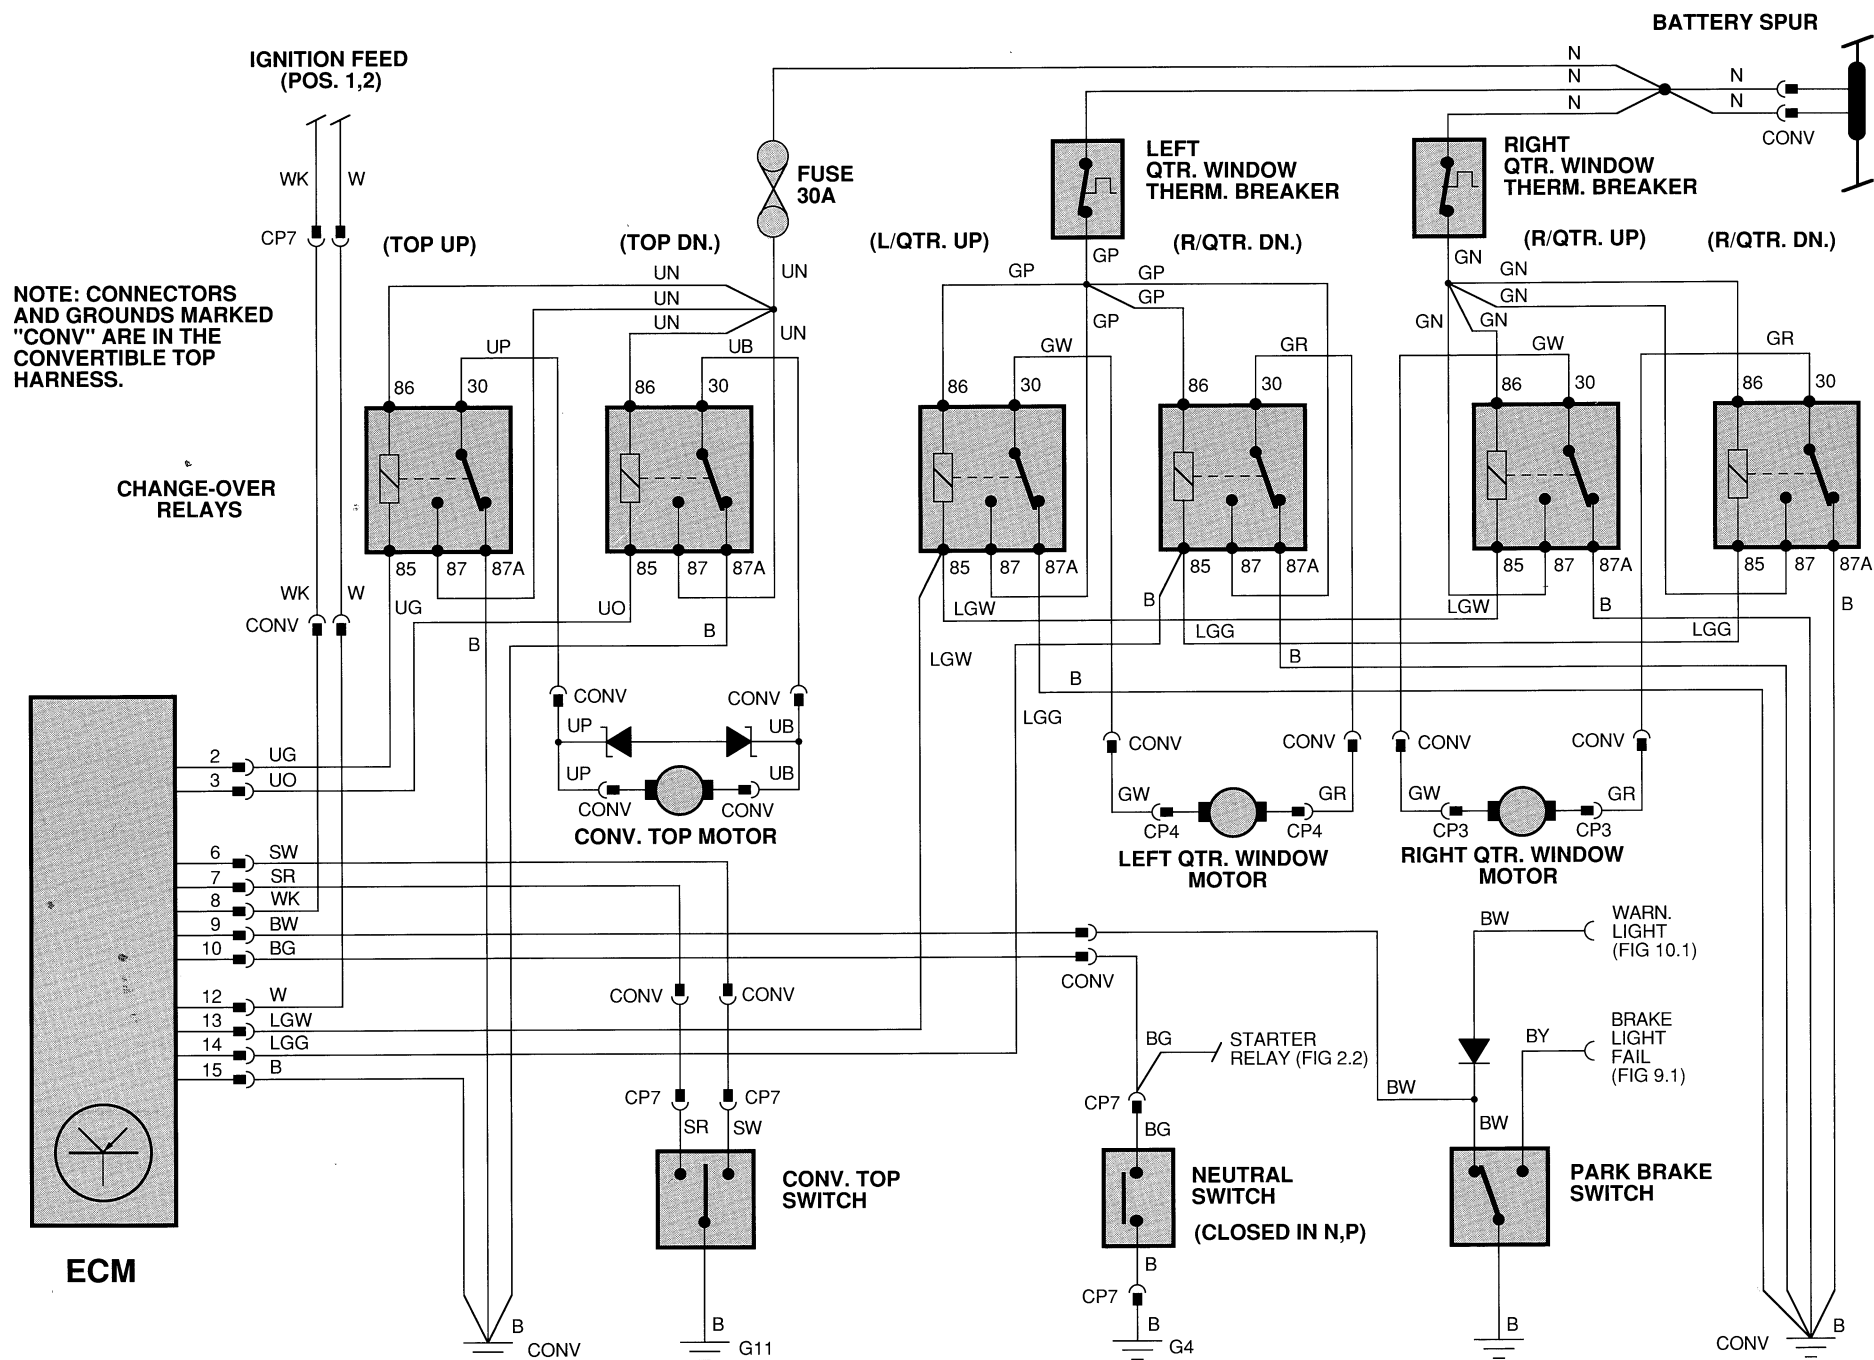 BATTERY SPUR
IGNITION FEED
(POS. 1,2)
N
N
N
N
N
CONV
WK
W
CP7
FUSE
30A
LEFT
QTR. WINDOW
THERM. BREAKER
RIGHT
QTR. WINDOW
THERM. BREAKER
(TOP UP)
(TOP DN.)
(L/QTR. UP)
(R/QTR. DN.)
(R/QTR. UP)
(R/QTR. DN.)
NOTE: CONNECTORS
AND GROUNDS MARKED
"CONV" ARE IN THE
CONVERTIBLE TOP
HARNESS.
UN
UN
UN
UN
UN
GP
GP
GP
GP
GP
GN
GN
GN
GN
GN
UP
UB
GW
GR
GW
GR
86
30
86
30
86
30
86
30
86
30
86
30
CHANGE-OVER
RELAYS
85
87
87A
85
87
87A
85
87
87A
85
87
87A
85
87
87A
85
87
87A
WK
W
CONV
UG
UO
B
B
LGW
B
LGG
LGW
B
LGG
B
B
LGW
B
LGG
CONV
CONV
UP
UB
UP
UB
CONV
CONV
CONV. TOP MOTOR
CONV
CONV
CONV
CONV
GW
GR
CP4
CP4
LEFT QTR. WINDOW
MOTOR
GW
GR
CP3
CP3
RIGHT QTR. WINDOW
MOTOR
2
UG
3
UO
6
SW
7
SR
8
WK
9
BW
10
BG
12
W
13
LGW
14
LGG
15
B
ECM
CONV
CONV
CONV
BW
WARN.
LIGHT
(FIG 10.1)
BG
STARTER
RELAY (FIG 2.2)
BY
BRAKE
LIGHT
FAIL
(FIG 9.1)
BW
BW
CP7
CP7
SR
SW
CONV. TOP
SWITCH
CP7
BG
NEUTRAL
SWITCH
(CLOSED IN N,P)
PARK BRAKE
SWITCH
B
CP7
B
CONV
B
G11
B
G4
B
CONV
B